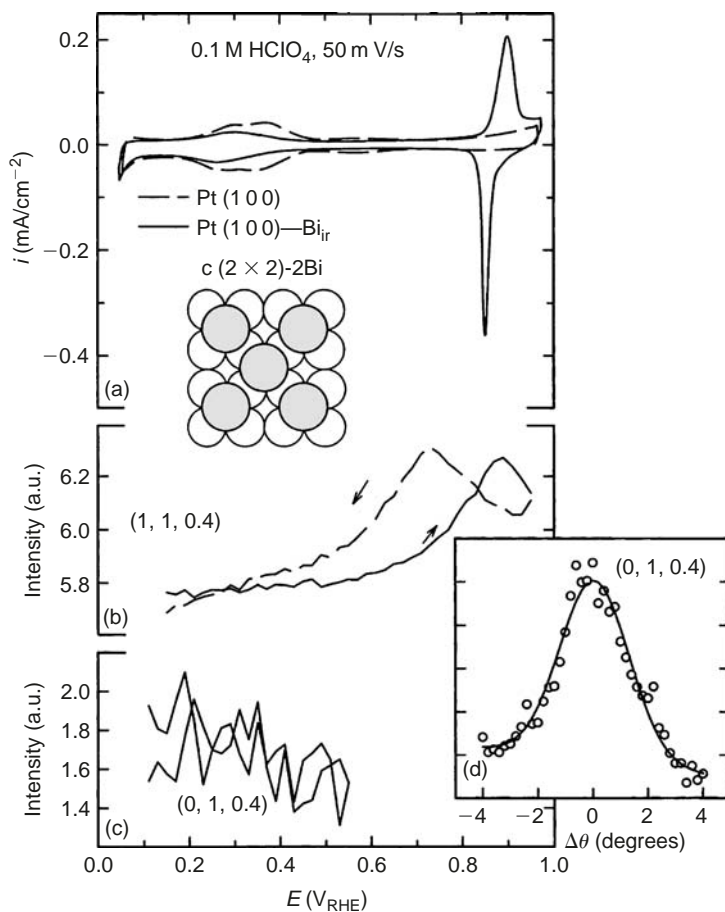 0.1 M HClO₄, 50 m V/s
0.2
0.0
−0.2
−0.4
i (mA/cm⁻²)
Pt (1 0 0)
Pt (1 0 0)—Bi_ir
c (2 × 2)-2Bi
(a)
6.2
6.0
5.8
Intensity (a.u.)
(1, 1, 0.4)
(b)
2.0
1.8
1.6
1.4
Intensity (a.u.)
(0, 1, 0.4)
(c)
0.0 0.2 0.4 0.6 0.8 1.0
E (V_RHE)
(0, 1, 0.4)
(d)
−4 −2 0 2 4
Δθ (degrees)